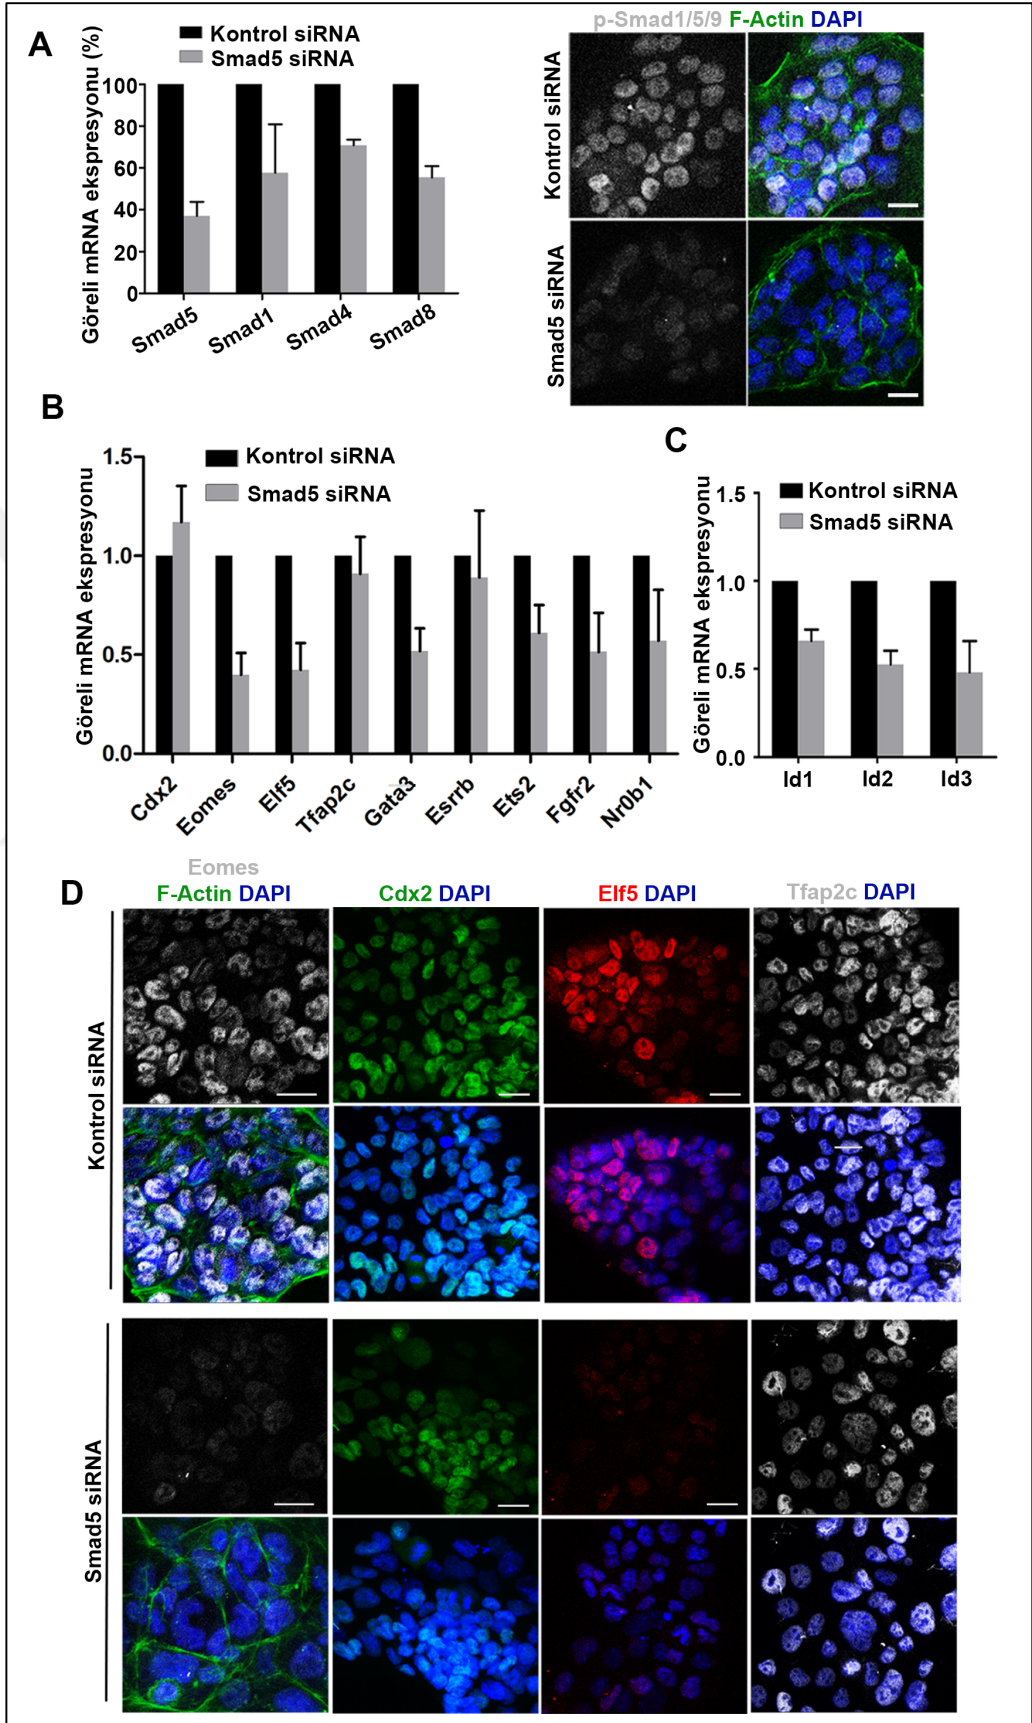 A
Kontrol siRNA
Smad5 siRNA
Göreli mRNA ekspresyonu (%)
100
80
60
40
20
0
Smad5
Smad1
Smad4
Smad8
p-Smad1/5/9 F-Actin DAPI
Kontrol siRNA
Smad5 siRNA
B
Kontrol siRNA
Smad5 siRNA
Göreli mRNA ekspresyonu
1.5
1.0
0.5
0.0
Cdx2
Eomes
Elf5
Tfap2c
Gata3
Esrrb
Ets2
Fgfr2
Nr0b1
C
Kontrol siRNA
Smad5 siRNA
Göreli mRNA ekspresyonu
1.5
1.0
0.5
0.0
Id1
Id2
Id3
D
Eomes
F-Actin DAPI
Cdx2 DAPI
Elf5 DAPI
Tfap2c DAPI
Kontrol siRNA
Smad5 siRNA